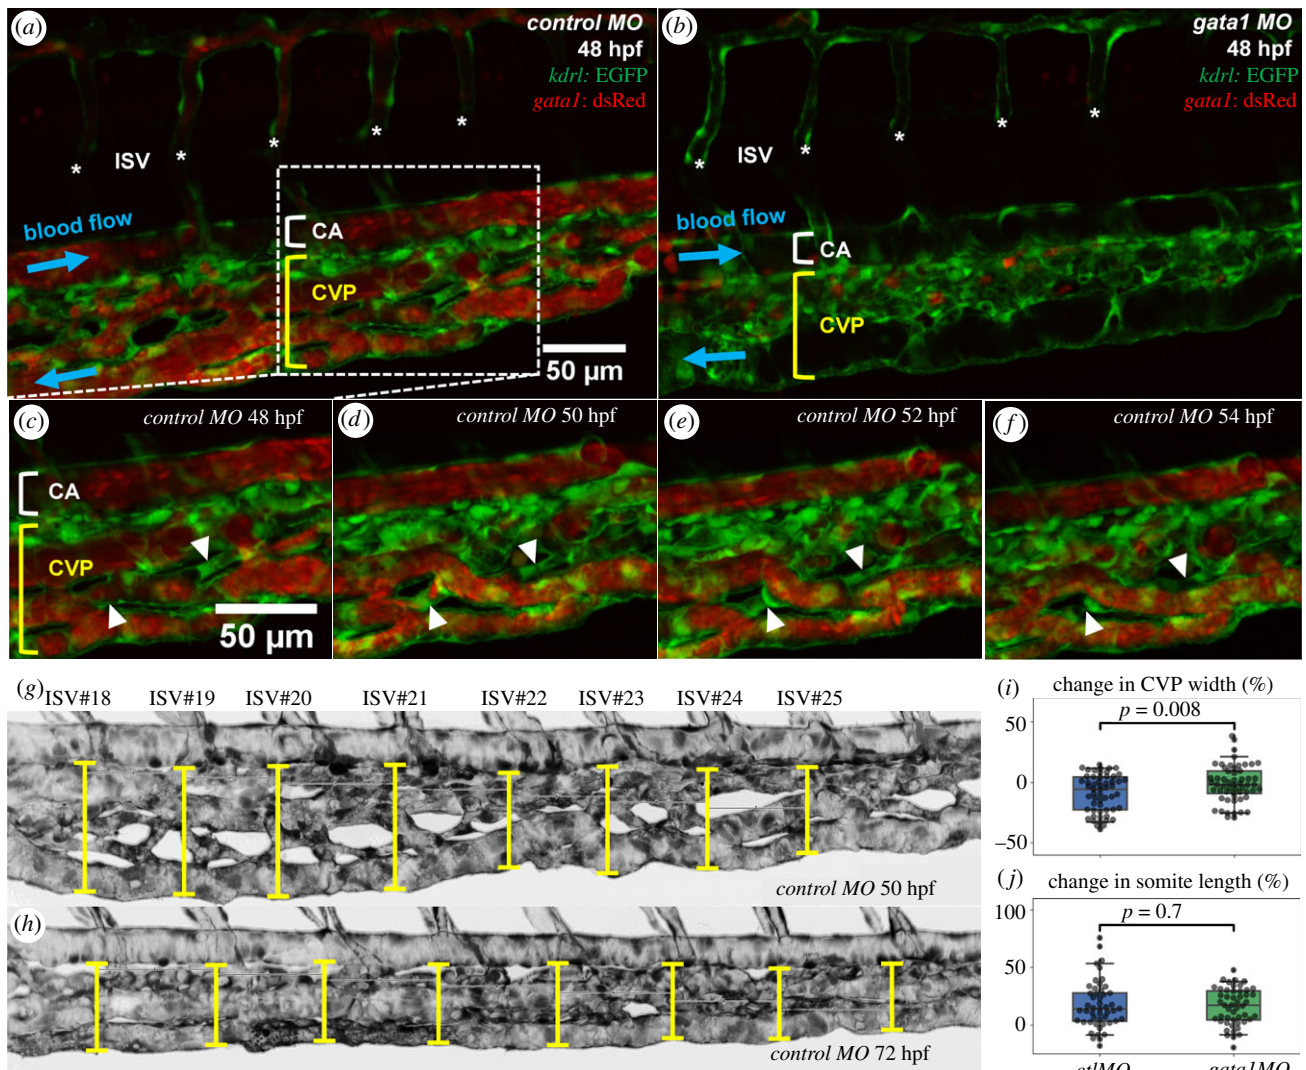 (a)
control MO
48 hpf
kdrl: EGFP
gata1: dsRed
* * * * *
ISV
blood flow
CA
CVP
50 µm
(b)
gata1 MO
48 hpf
kdrl: EGFP
gata1: dsRed
* * * * *
ISV
blood flow
CA
CVP
(c)
control MO 48 hpf
CA
CVP
50 µm
(d)
control MO 50 hpf
(e)
control MO 52 hpf
(f)
control MO 54 hpf
(g)
ISV#18 ISV#19 ISV#20 ISV#21 ISV#22 ISV#23 ISV#24 ISV#25
control MO 50 hpf
(h)
control MO 72 hpf
(i)
change in CVP width (%)
p = 0.008
50
0
−50
(j)
change in somite length (%)
p = 0.7
100
50
0
ctlMO gata1MO